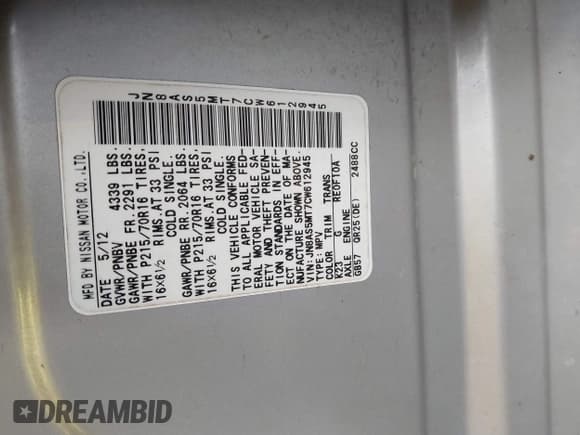 JN8AS5MT7CW612945
MFD BY NISSAN MOTOR CO.,LTD.
DATE 5/12
GVWR/PNBV 4339 LBS.
GAWR/PNBE FR.2291 LBS.
WITH P215/70R16 TIRES.
16X6½ RIMS.AT 33 PSI
COLD SINGLE.
GAWR/PNBE RR.2064 LBS.
WITH P215/70R16 TIRES.
16X6½ RIMS.AT 33 PSI
COLD SINGLE.
THIS VEHICLE CONFORMS
TO ALL APPLICABLE FED-
ERAL MOTOR VEHICLE SA-
FETY AND THEFT PREVEN-
TION STANDARDS IN EFF-
ECT ON THE DATE OF MA-
NUFACTURE SHOWN ABOVE.
VIN:JN8AS5MT7CW612945
TYPE: MPV
COLOR TRIM TRANS
K23 G RE0F10A
AXLE ENGINE
GB57 QR25(DE) 2488CC
DREAMBID